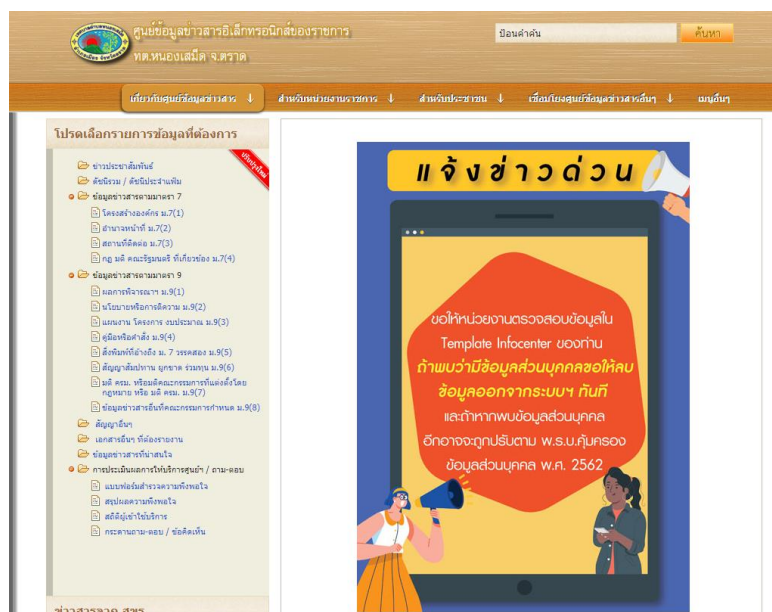 ศูนย์ข้อมูลข่าวสารอิเล็กทรอนิกส์ของราชการ
ทต.หนองเสม็ด จ.ตราด
ป้อนคำค้น
ค้นหา
เกี่ยวกับศูนย์ข้อมูลข่าวสาร ↓
สำหรับหน่วยงานราชการ ↓
สำหรับประชาชน ↓
เชื่อมโยงศูนย์ข้อมูลข่าวสารอื่นๆ ↓
เมนูอื่นๆ
โปรดเลือกรายการข้อมูลที่ต้องการ
ปรับปรุงใหม่
ข่าวประชาสัมพันธ์
ดัชนีรวม / ดัชนีประจำแฟ้ม
ข้อมูลข่าวสารตามมาตรา 7
โครงสร้างองค์กร ม.7(1)
อำนาจหน้าที่ ม.7(2)
สถานที่ติดต่อ ม.7(3)
กฎ มติ คณะรัฐมนตรี ที่เกี่ยวข้อง ม.7(4)
ข้อมูลข่าวสารตามมาตรา 9
ผลการพิจารณาฯ ม.9(1)
นโยบายหรือการตีความ ม.9(2)
แผนงาน โครงการ งบประมาณ ม.9(3)
คู่มือหรือคำสั่ง ม.9(4)
สิ่งพิมพ์ที่อ้างถึง ม. 7 วรรคสอง ม.9(5)
สัญญาสัมปทาน ผูกขาด ร่วมทุน ม.9(6)
มติ ครม. หรือมติคณะกรรมการที่แต่งตั้งโดย
กฎหมาย หรือ มติ ครม. ม.9(7)
ข้อมูลข่าวสารอื่นที่คณะกรรมการกำหนด ม.9(8)
สัญญาอื่นๆ
เอกสารอื่นๆ ที่ต้องรายงาน
ข้อมูลข่าวสารที่น่าสนใจ
การประเมินผลการให้บริการศูนย์ฯ / ถาม-ตอบ
แบบฟอร์มสำรวจความพึงพอใจ
สรุปผลความพึงพอใจ
สถิติผู้เข้าใช้บริการ
กระดานถาม-ตอบ / ข้อคิดเห็น
ข่าวสารจาก สขร.
แจ้งข่าวด่วน
ขอให้หน่วยงานตรวจสอบข้อมูลใน
Template Infocenter ของท่าน
ถ้าพบว่ามีข้อมูลส่วนบุคคลขอให้ลบ
ข้อมูลออกจากระบบฯ ทันที
และถ้าหากพบข้อมูลส่วนบุคคล
อีกอาจจะถูกปรับตาม พ.ร.บ.คุ้มครอง
ข้อมูลส่วนบุคคล พ.ศ. 2562